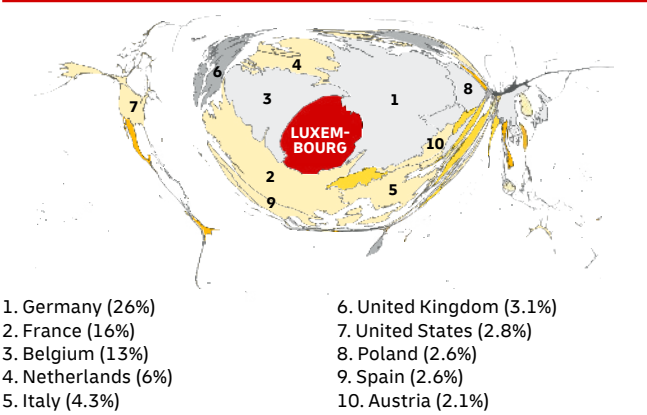 4
6
8
3
1
7
LUXEM-
BOURG
10
2
5
9
1. Germany (26%)
2. France (16%)
3. Belgium (13%)
4. Netherlands (6%)
5. Italy (4.3%)
6. United Kingdom (3.1%)
7. United States (2.8%)
8. Poland (2.6%)
9. Spain (2.6%)
10. Austria (2.1%)